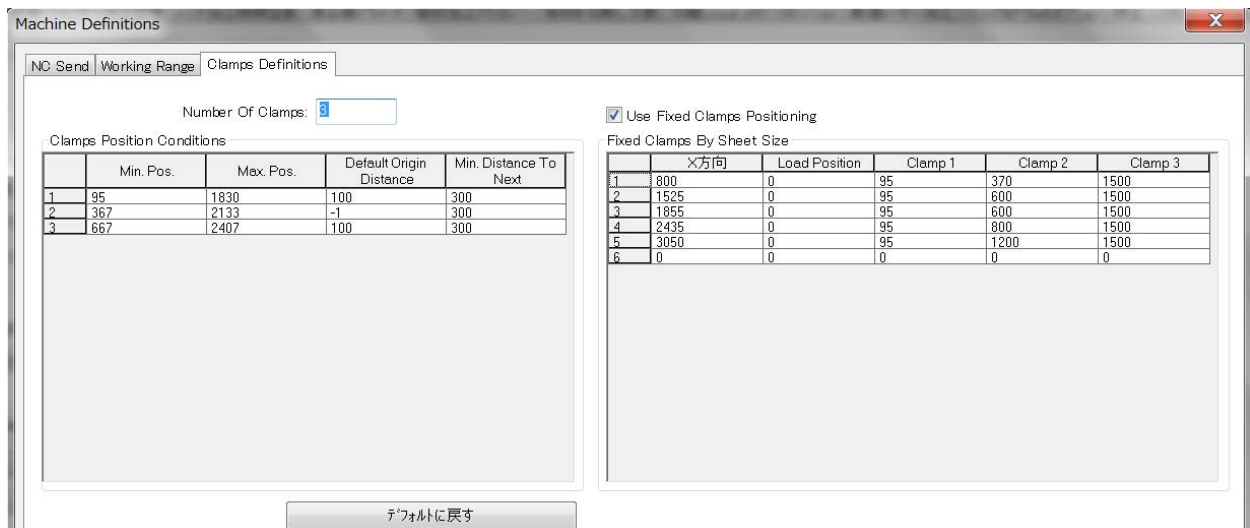 Machine Definitions
X
NC Send Working Range Clamps Definitions
Number Of Clamps: 3
Use Fixed Clamps Positioning
Clamps Position Conditions
Min. Pos. Max. Pos. Default Origin Distance Min. Distance To Next
1 95 1830 100 300
2 367 2133 -1 300
3 667 2407 100 300
Fixed Clamps By Sheet Size
X方向 Load Position Clamp 1 Clamp 2 Clamp 3
1 800 0 95 370 1500
2 1525 0 95 600 1500
3 1855 0 95 600 1500
4 2435 0 95 800 1500
5 3050 0 95 1200 1500
6 0 0 0 0 0
デフォルトに戻す